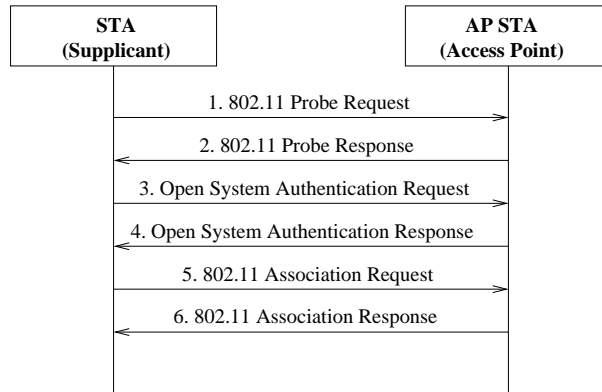 STA
(Supplicant)
AP STA
(Access Point)
1. 802.11 Probe Request
2. 802.11 Probe Response
3. Open System Authentication Request
4. Open System Authentication Response
5. 802.11 Association Request
6. 802.11 Association Response